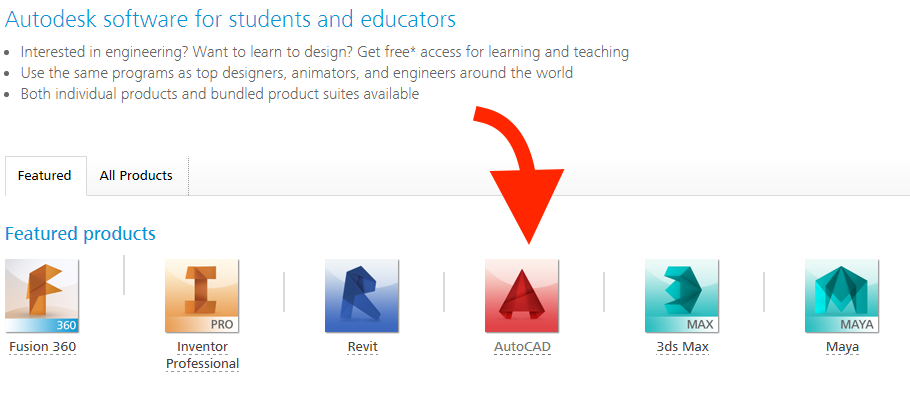 Autodesk software for students and educators
• Interested in engineering? Want to learn to design? Get free* access for learning and teaching
• Use the same programs as top designers, animators, and engineers around the world
• Both individual products and bundled product suites available
Featured All Products
Featured products
360 PRO MAX MAYA
Fusion 360 Inventor Revit AutoCAD 3ds Max Maya
Professional